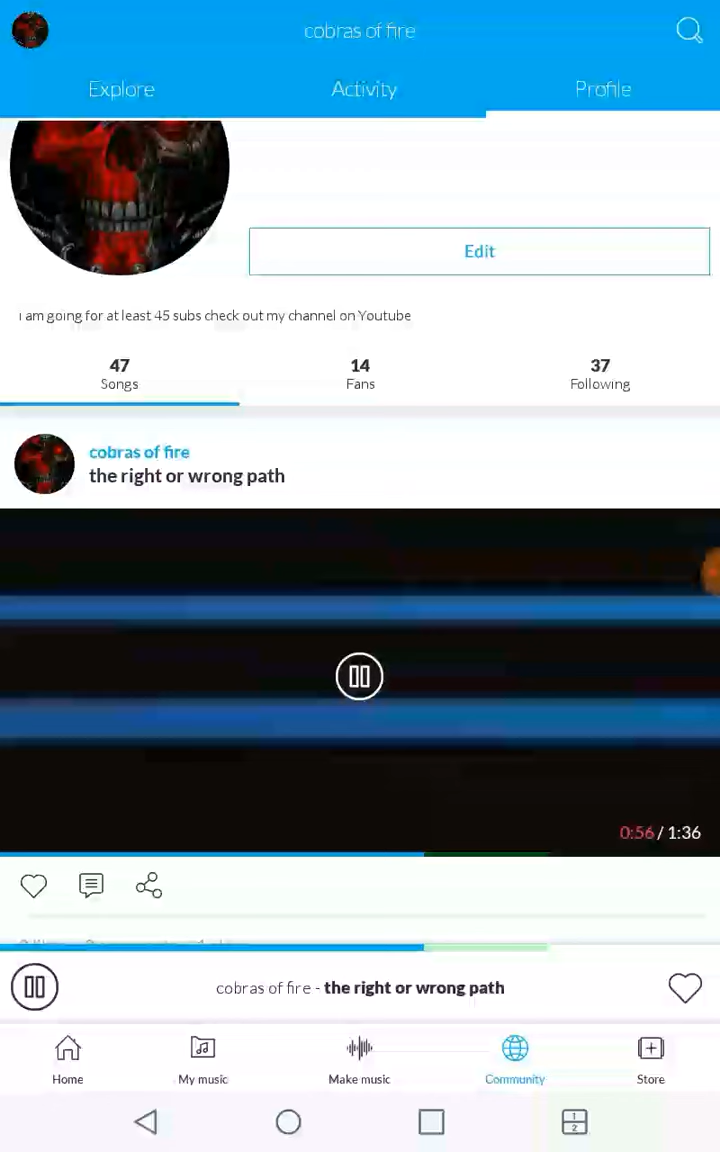 cobras of fire
Explore Activity Profile
Edit
i am going for at least 45 subs check out my channel on Youtube
47 14 37
Songs Fans Following
cobras of fire
the right or wrong path
0:56 / 1:36
cobras of fire - the right or wrong path
Home My music Make music Community Store
1
2